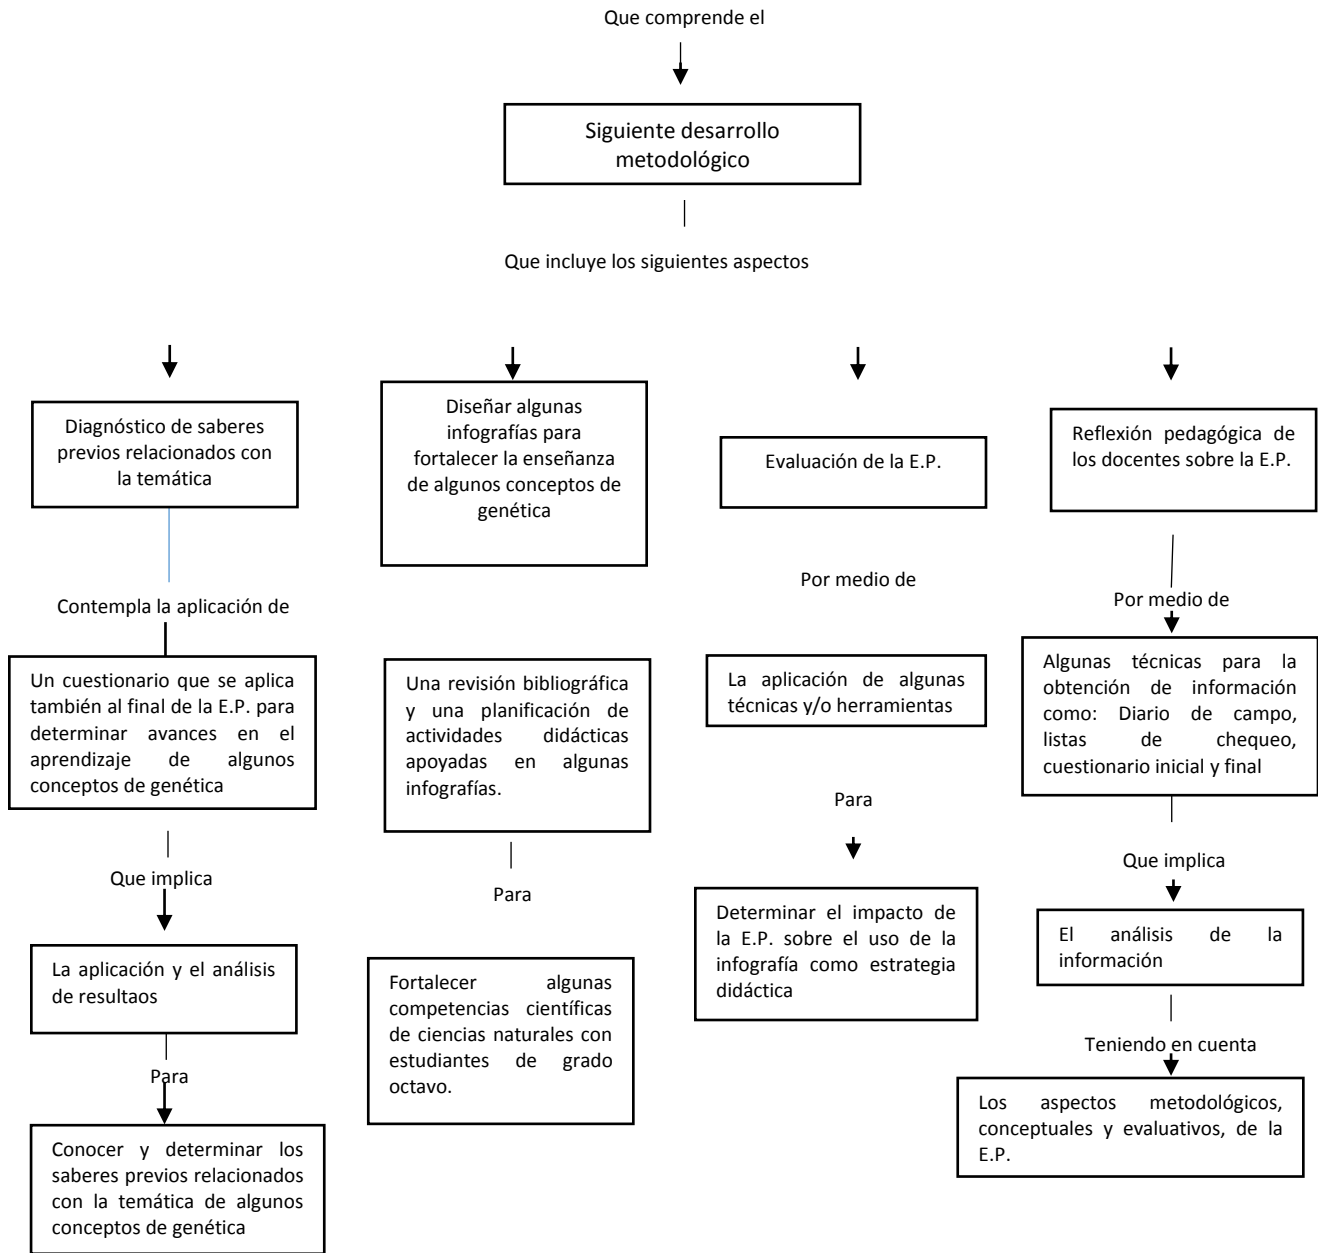 Que comprende el
Siguiente desarrollo
metodológico
Que incluye los siguientes aspectos
Diagnóstico de saberes
previos relacionados con
la temática
Contempla la aplicación de
Un cuestionario que se aplica
también al final de la E.P. para
determinar avances en el
aprendizaje de algunos
conceptos de genética
Que implica
La aplicación y el análisis
de resultaos
Para
Conocer y determinar los
saberes previos relacionados
con la temática de algunos
conceptos de genética
Diseñar algunas
infografías para
fortalecer la enseñanza
de algunos conceptos de
genética
Una revisión bibliográfica
y una planificación de
actividades didácticas
apoyadas en algunas
infografías.
Para
Fortalecer algunas
competencias científicas
de ciencias naturales con
estudiantes de grado
octavo.
Evaluación de la E.P.
Por medio de
La aplicación de algunas
técnicas y/o herramientas
Para
Determinar el impacto de
la E.P. sobre el uso de la
infografía como estrategia
didáctica
Reflexión pedagógica de
los docentes sobre la E.P.
Por medio de
Algunas técnicas para la
obtención de información
como: Diario de campo,
listas de chequeo,
cuestionario inicial y final
Que implica
El análisis de la
información
Teniendo en cuenta
Los aspectos metodológicos,
conceptuales y evaluativos, de la
E.P.